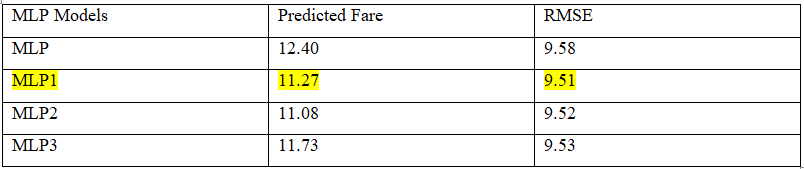 MLP Models Predicted Fare RMSE
MLP 12.40 9.58
MLP1 11.27 9.51
MLP2 11.08 9.52
MLP3 11.73 9.53